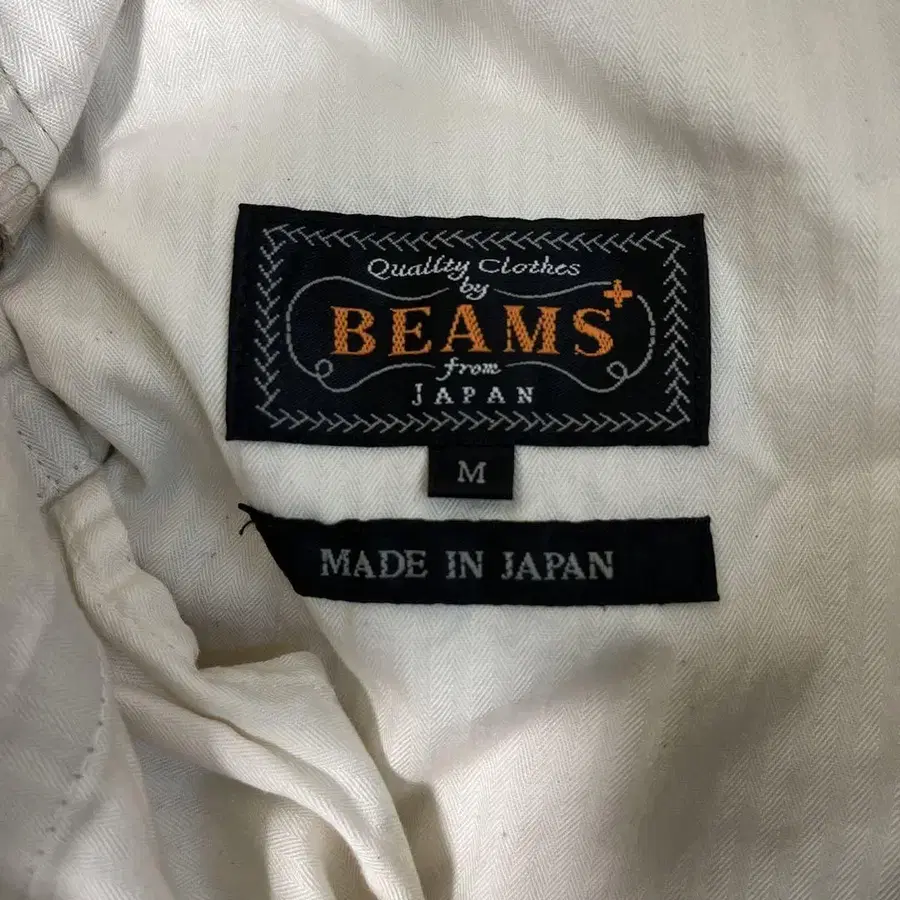 Quality Clothes
by
BEAMS+
from
JAPAN
M
MADE IN JAPAN